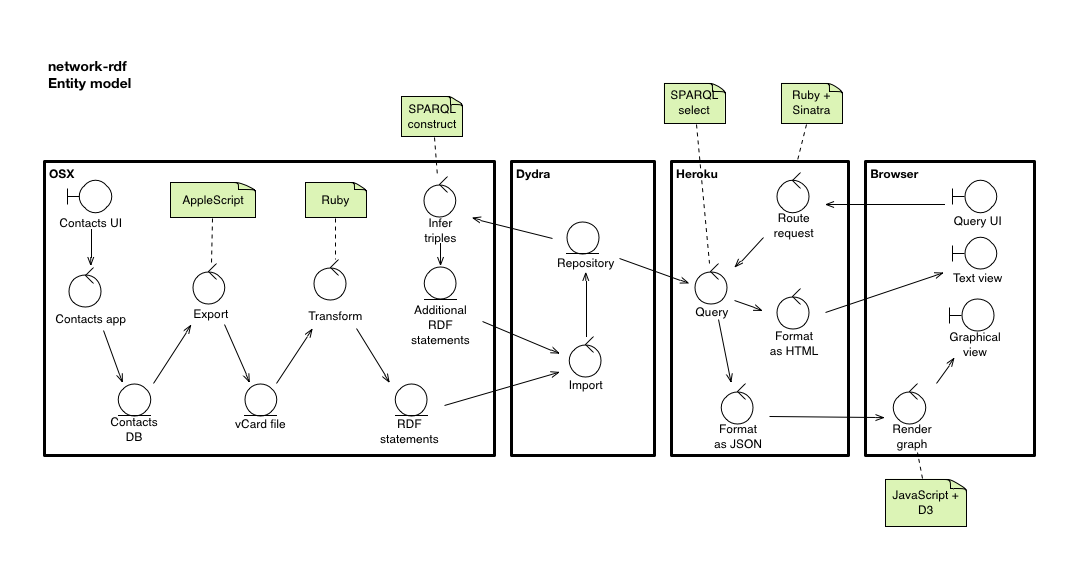 network-rdf
Entity model
SPARQL
construct
SPARQL
select
Ruby +
Sinatra
OSX
Contacts UI
AppleScript
Ruby
Infer
triples
Contacts app
Export
Transform
Additional
RDF
statements
Contacts
DB
vCard file
RDF
statements
Dydra
Repository
Import
Heroku
Route
request
Query
Format
as HTML
Format
as JSON
Browser
Query UI
Text view
Graphical
view
Render
graph
JavaScript +
D3